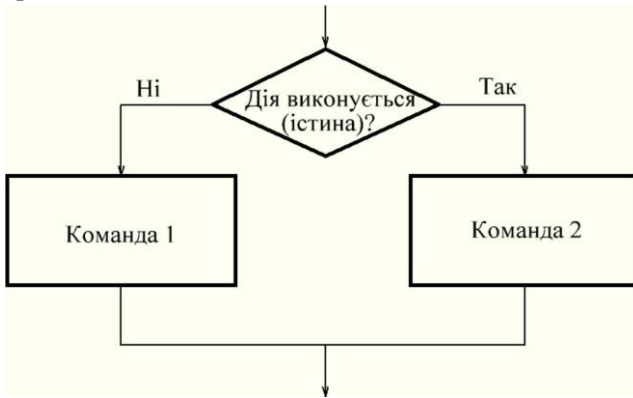 Ні
Дія виконується
(істина)?
Так
Команда 1
Команда 2